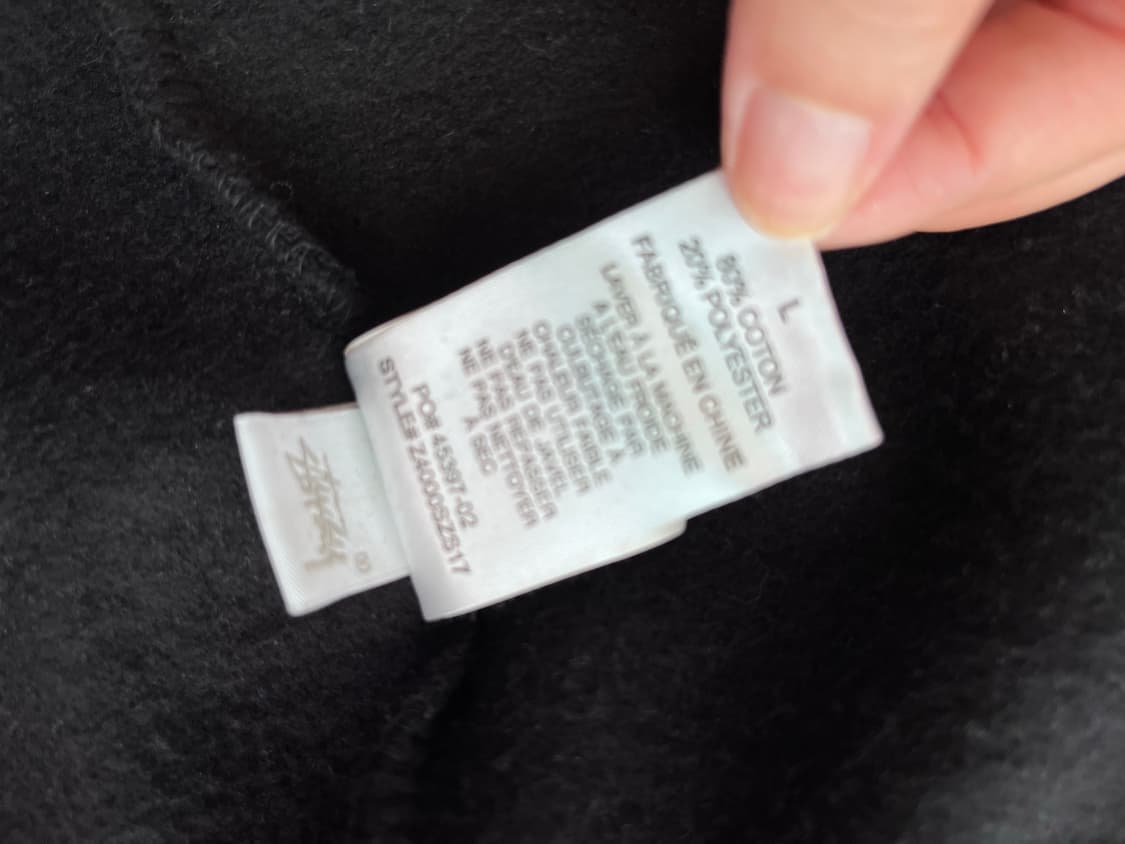 L
80% COTON
20% POLYESTER
FABRIQUÉ EN CHINE
LAVER À LA MACHINE
À L'EAU FROIDE
SÉCHAGE PAR
CULBUTAGE À
CHALEUR FAIBLE
NE PAS UTILISER
D'EAU DE JAVEL
NE PAS REPASSER
NE PAS NETTOYER
À SEC
PO# 45397-02
STYLE#
Stüssy